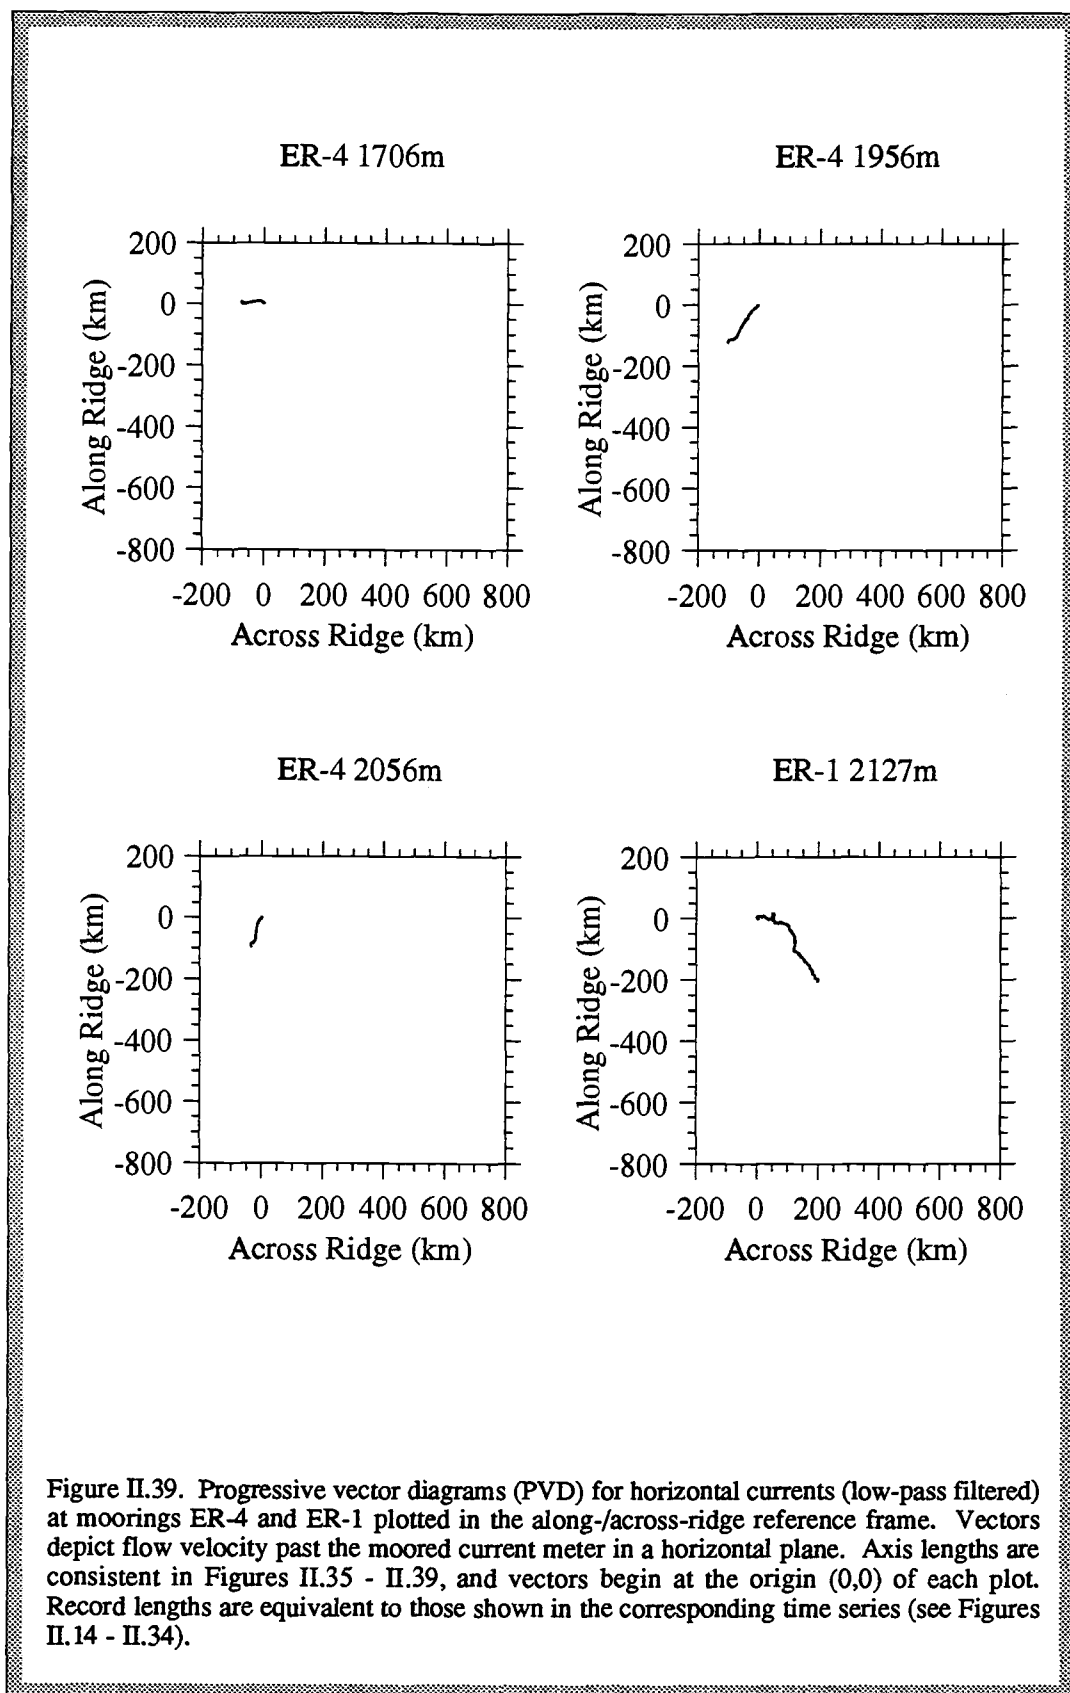 ER-4 1706m
200
0
-200
-400
-600
-800
Along Ridge (km)
-200 0 200 400 600 800
Across Ridge (km)
ER-4 1956m
200
0
-200
-400
-600
-800
Along Ridge (km)
-200 0 200 400 600 800
Across Ridge (km)
ER-4 2056m
200
0
-200
-400
-600
-800
Along Ridge (km)
-200 0 200 400 600 800
Across Ridge (km)
ER-1 2127m
200
0
-200
-400
-600
-800
Along Ridge (km)
-200 0 200 400 600 800
Across Ridge (km)
Figure II.39. Progressive vector diagrams (PVD) for horizontal currents (low-pass filtered)
at moorings ER-4 and ER-1 plotted in the along-/across-ridge reference frame. Vectors
depict flow velocity past the moored current meter in a horizontal plane. Axis lengths are
consistent in Figures II.35 - II.39, and vectors begin at the origin (0,0) of each plot.
Record lengths are equivalent to those shown in the corresponding time series (see Figures
II.14 - II.34).